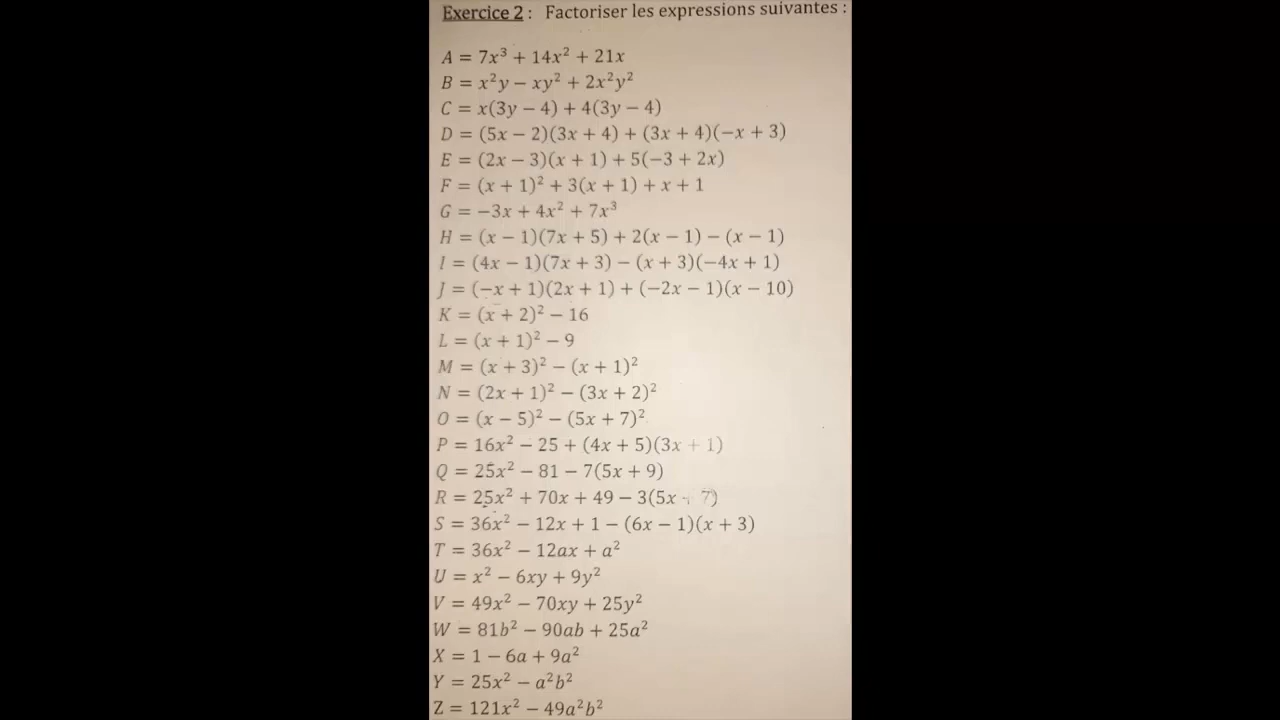 Exercice 2 : Factoriser les expressions suivantes :
A = 7x³ + 14x² + 21x
B = x²y − xy² + 2x²y²
C = x(3y − 4) + 4(3y − 4)
D = (5x − 2)(3x + 4) + (3x + 4)(−x + 3)
E = (2x − 3)(x + 1) + 5(−3 + 2x)
F = (x + 1)² + 3(x + 1) + x + 1
G = −3x + 4x² + 7x³
H = (x − 1)(7x + 5) + 2(x − 1) − (x − 1)
I = (4x − 1)(7x + 3) − (x + 3)(−4x + 1)
J = (−x + 1)(2x + 1) + (−2x − 1)(x − 10)
K = (x + 2)² − 16
L = (x + 1)² − 9
M = (x + 3)² − (x + 1)²
N = (2x + 1)² − (3x + 2)²
O = (x − 5)² − (5x + 7)²
P = 16x² − 25 + (4x + 5)(3x + 1)
Q = 25x² − 81 − 7(5x + 9)
R = 25x² + 70x + 49 − 3(5x + 7)
S = 36x² − 12x + 1 − (6x − 1)(x + 3)
T = 36x² − 12ax + a²
U = x² − 6xy + 9y²
V = 49x² − 70xy + 25y²
W = 81b² − 90ab + 25a²
X = 1 − 6a + 9a²
Y = 25x² − a²b²
Z = 121x² − 49a²b²